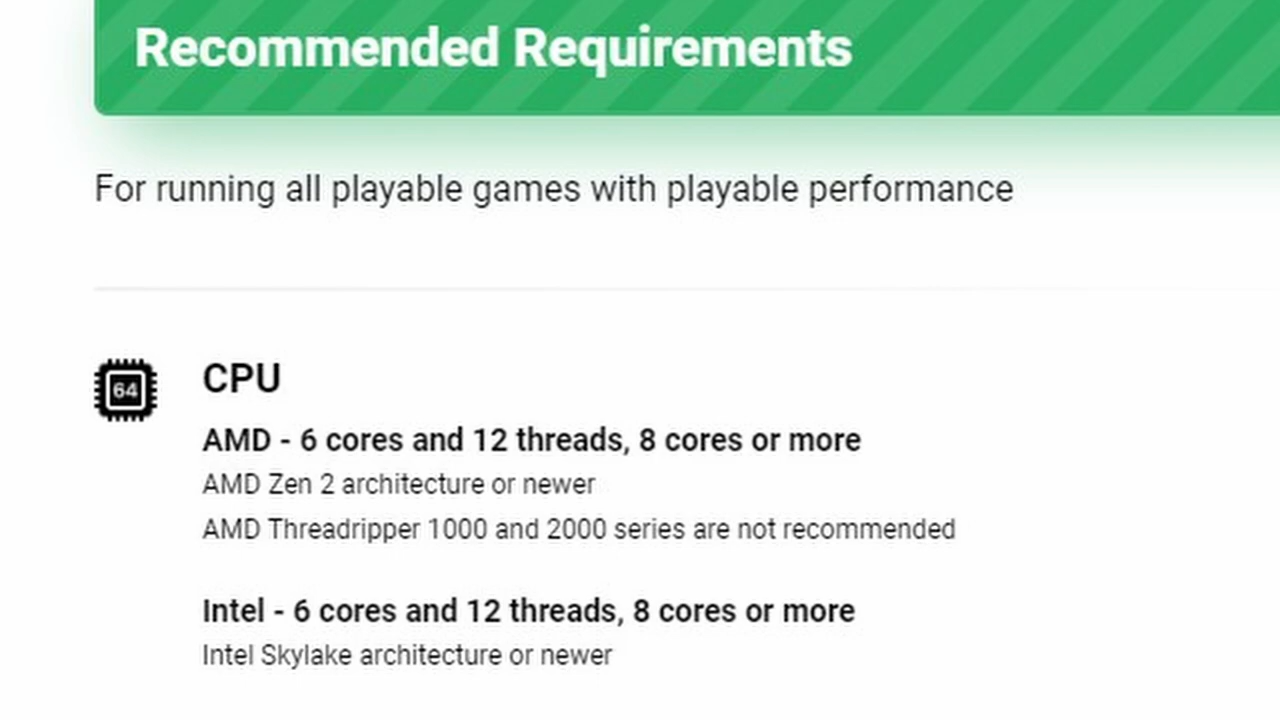 Recommended Requirements
For running all playable games with playable performance
64
CPU
AMD - 6 cores and 12 threads, 8 cores or more
AMD Zen 2 architecture or newer
AMD Threadripper 1000 and 2000 series are not recommended
Intel - 6 cores and 12 threads, 8 cores or more
Intel Skylake architecture or newer